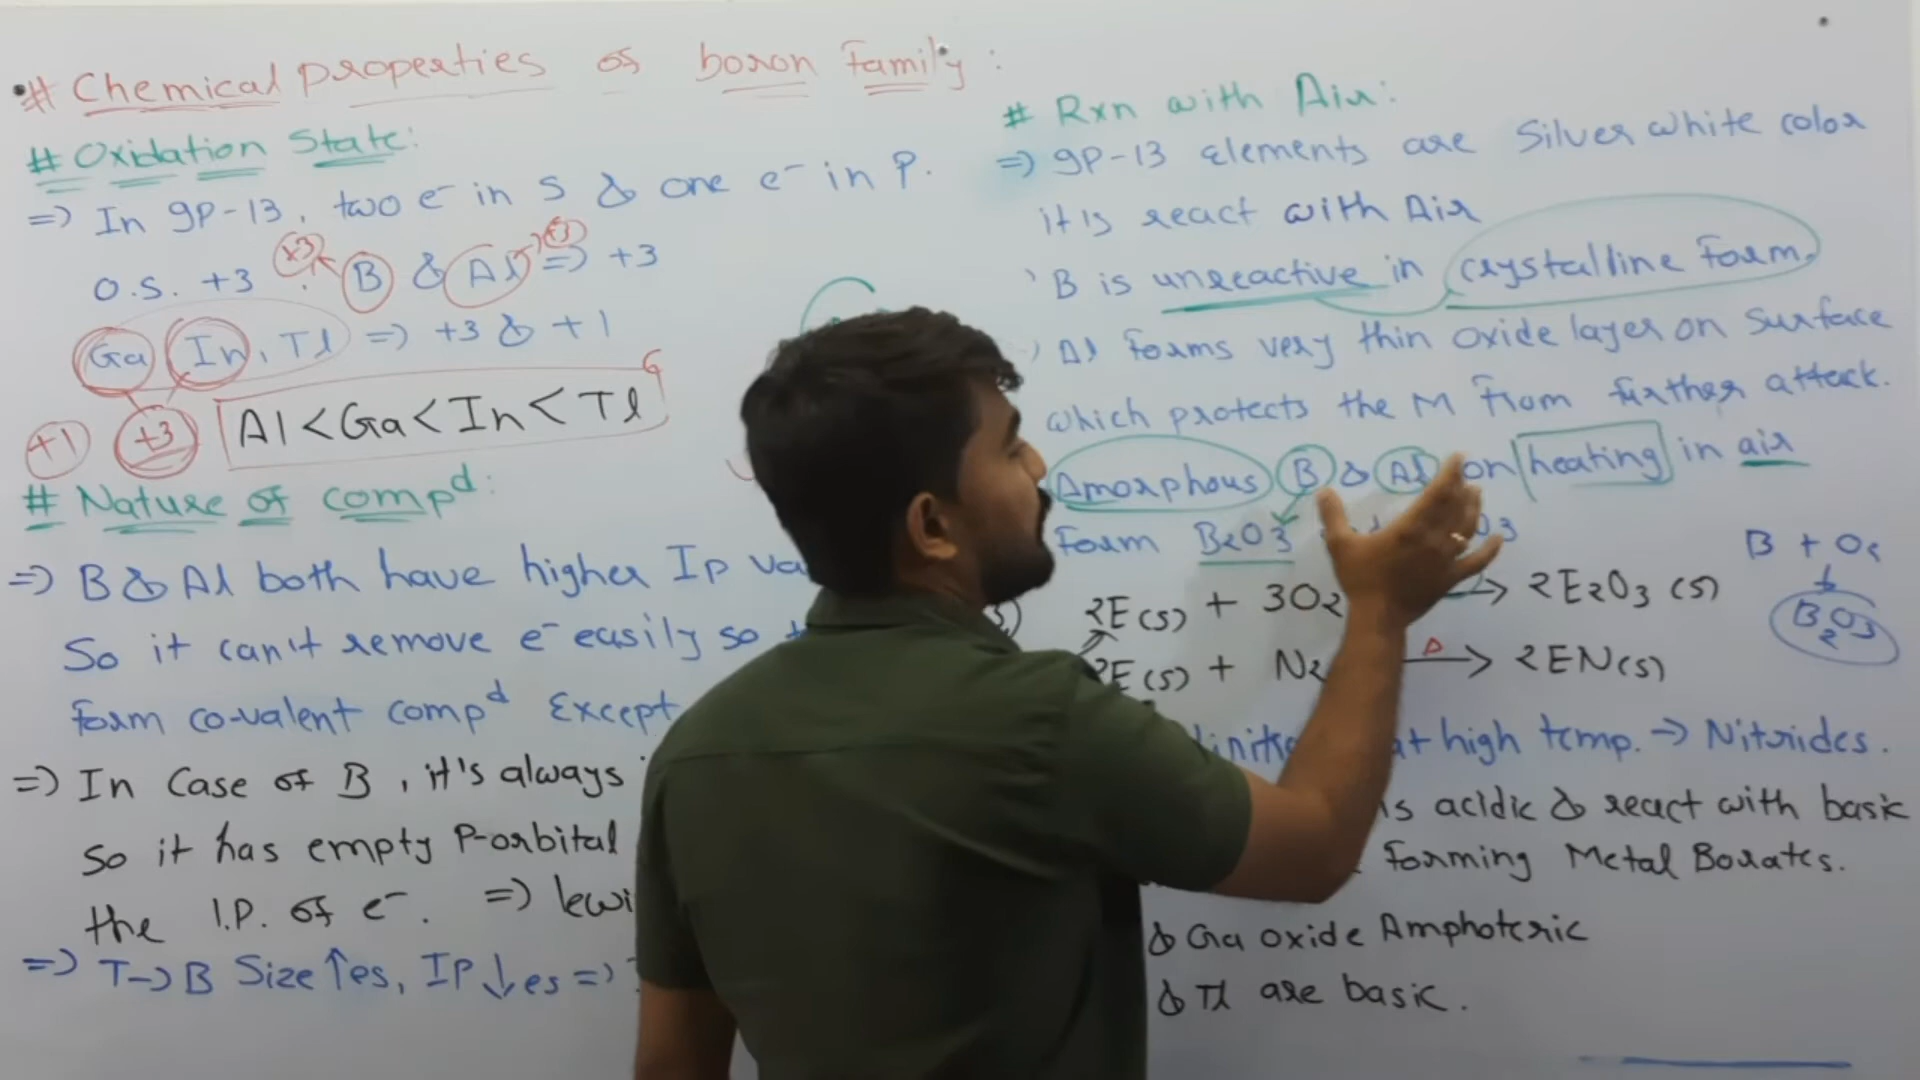 # Chemical properties of boron Family :
# Oxidation State:
=> In gp-13, two e- in S & one e- in P.
O.S. +3 +3 B & Al +3 => +3
Ga In, Tl => +3 & +1
+1 +3 Al < Ga < In < Tl
# Nature of compd:
=> B & Al both have higher Ip
So it can't remove e- easily so
form co-valent compd Except
=> In Case of B, it's always
So it has empty P-orbital
the I.P. of e-. =>
=> T->B Size ↑es, IP ↓es =>
# Rxn with Air:
=> gp-13 Elements are Silver white color
it is react with Air
B is unreactive in crystalline Form.
Al forms very thin oxide layer on Surface
which protects the M from further attack.
Amorphous B & Al on heating in air
Form B2O3 O3
B + O2
B2O3
2E(s) + 3O2 -> 2E2O3 (s)
2E(s) + N2 Δ -> 2EN(s)
at high temp. -> Nitrides.
is acidic & react with basic
forming Metal Borates.
& Ga oxide Amphoteric
& Tl are basic.